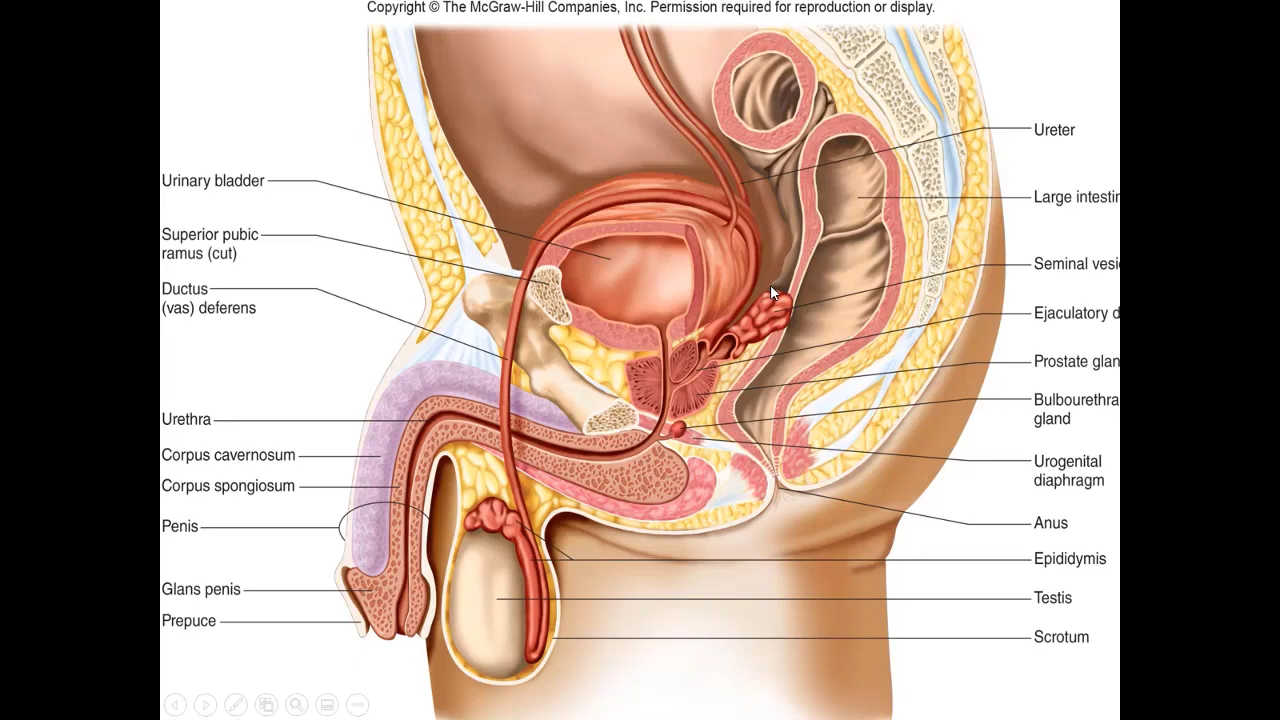 Copyright © The McGraw-Hill Companies, Inc. Permission required for reproduction or display.
Urinary bladder
Superior pubic
ramus (cut)
Ductus
(vas) deferens
Urethra
Corpus cavernosum
Corpus spongiosum
Penis
Glans penis
Prepuce
Ureter
Large intestin
Seminal vesi
Ejaculatory d
Prostate glan
Bulbourethra
gland
Urogenital
diaphragm
Anus
Epididymis
Testis
Scrotum